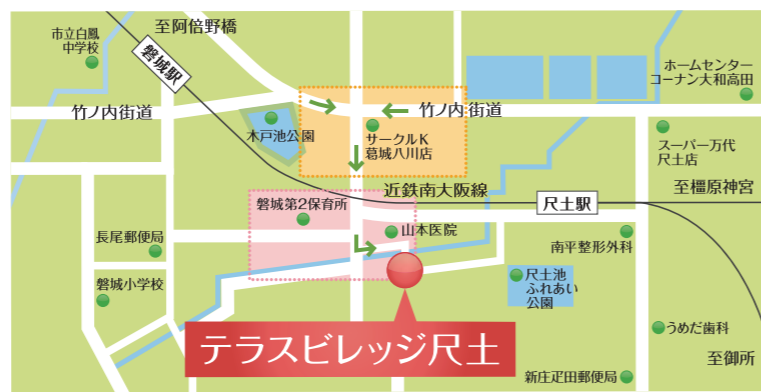 至阿倍野橋
市立白鳳
中学校
磐城駅
ホームセンター
コーナン大和高田
竹ノ内街道
竹ノ内街道
木戸池公園
サークルK
葛城八川店
スーパー万代
尺土店
近鉄南大阪線
至橿原神宮
尺土駅
磐城第2保育所
山本医院
長尾郵便局
南平整形外科
磐城小学校
尺土池
ふれあい
公園
テラスビレッジ尺土
うめだ歯科
至御所
新庄疋田郵便局